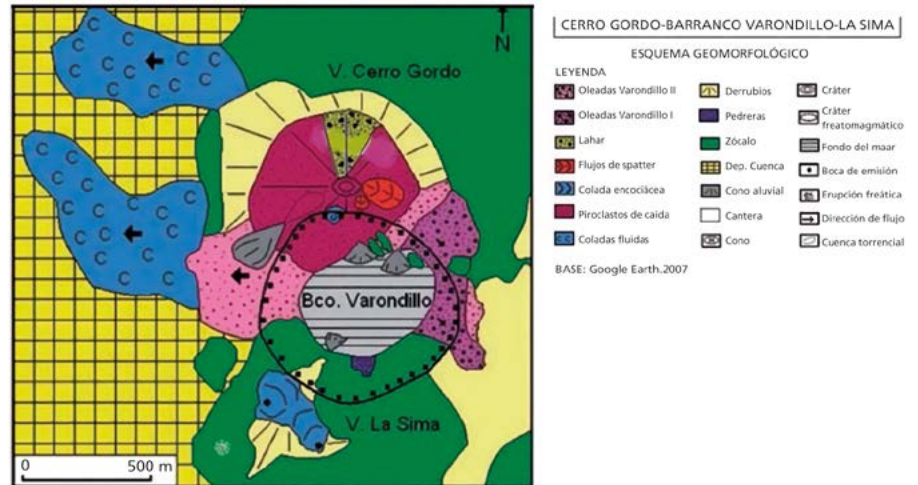 N
V. Cerro Gordo
Bco. Varondillo
V. La Sima
0 500 m
C C C C C C C C C C C C C C C
C C C C C C C C C C C C C C C C C
CERRO GORDO-BARRANCO VARONDILLO-LA SIMA
ESQUEMA GEOMORFOLÓGICO
LEYENDA
Oleadas Varondillo II
Oleadas Varondillo I
Lahar
Flujos de spatter
Colada encociácea
Piroclastos de caida
CC Coladas fluidas
Derrubios
Pedreras
Zócalo
Dep. Cuenca
Cono aluvial
Cantera
Cono
Cráter
Cráter
freatomagmático
Fondo del maar
Boca de emisión
Erupción freática
Dirección de flujo
Cuenca torrencial
BASE: Google Earth.2007